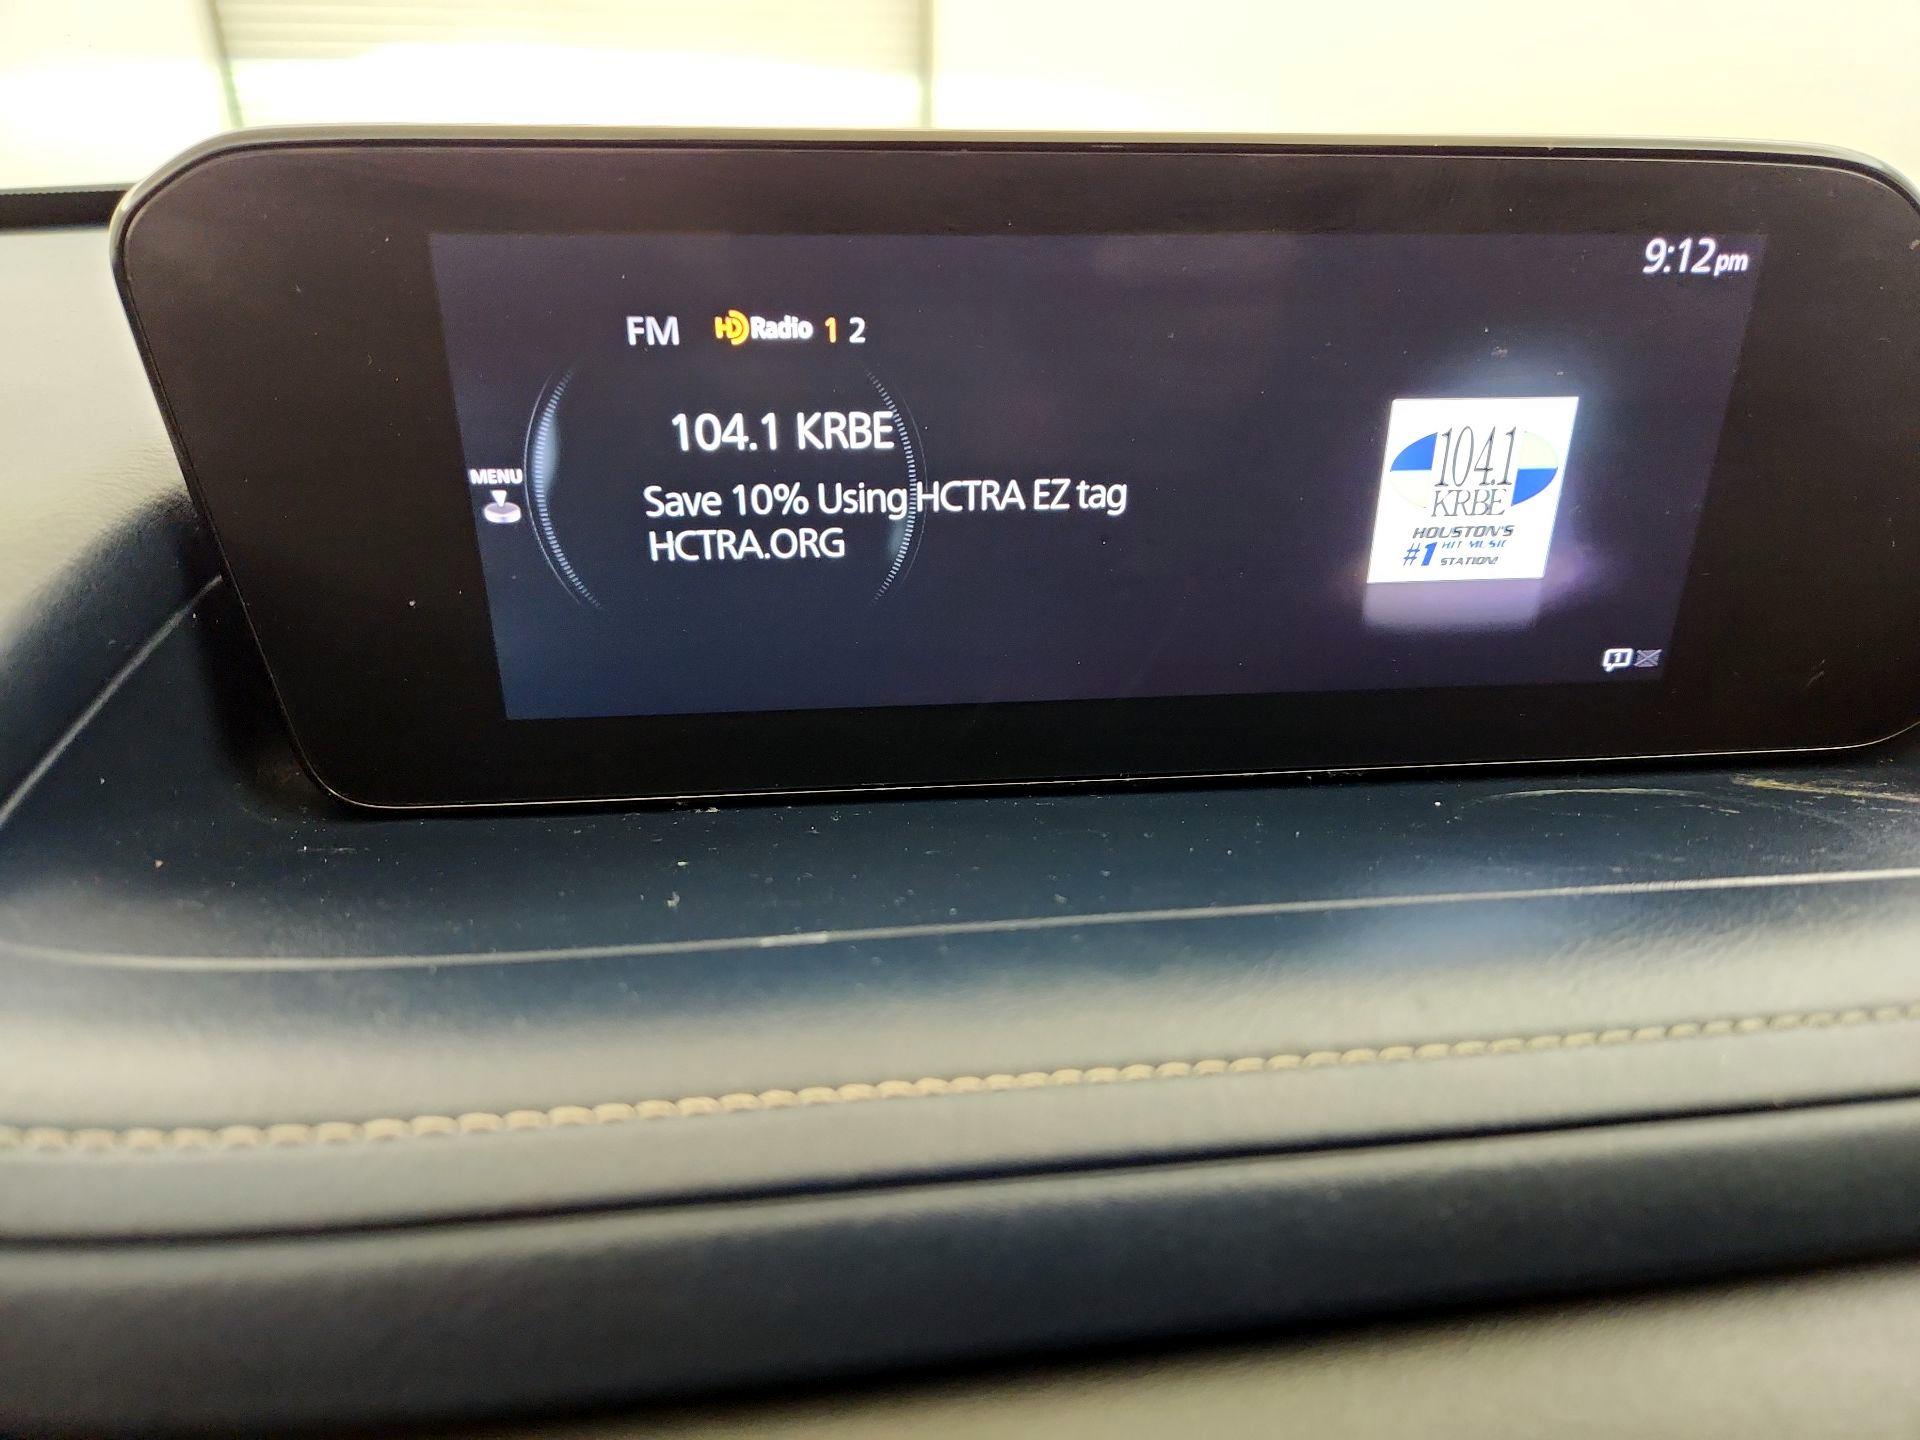 9:12pm
FM HD Radio 1 2
104.1 KRBE
MENU
Save 10% Using HCTRA EZ tag
HCTRA.ORG
104.1
KRBE
HOUSTON'S
#1 HIT MUSIC
STATION!
1